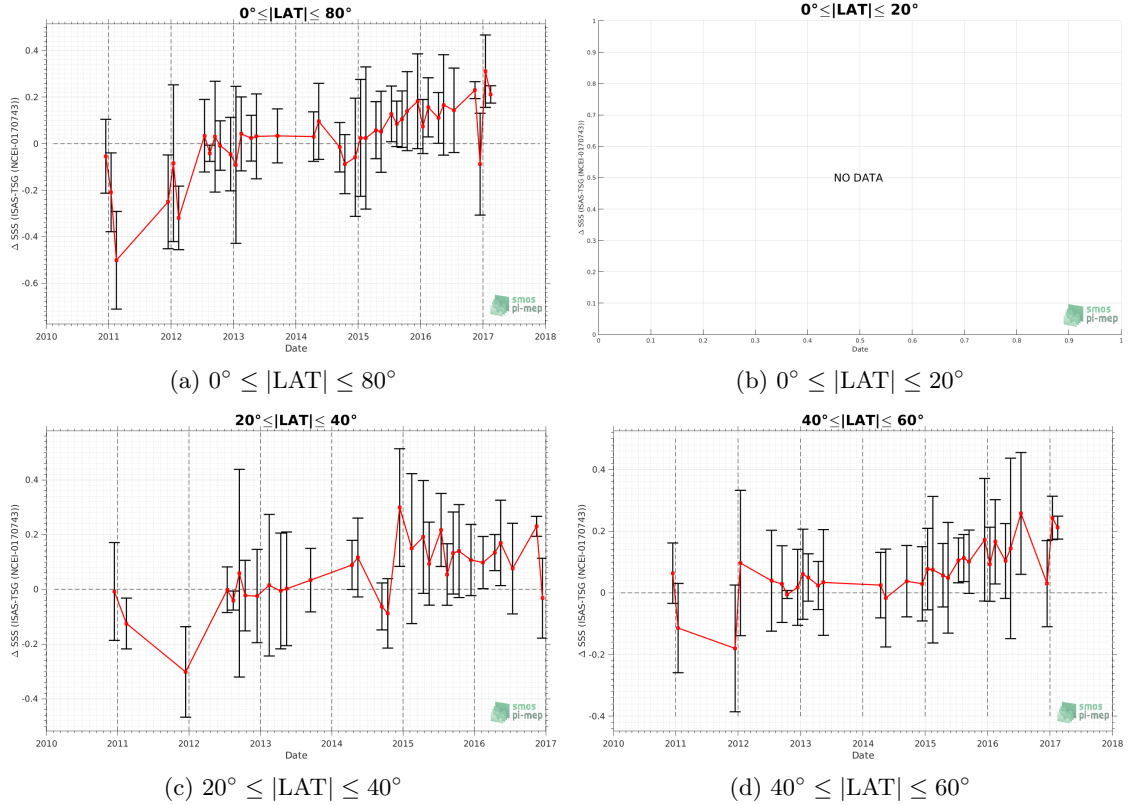 0°≤|LAT|≤ 80°
Δ SSS (ISAS-TSG (NCEI-0170743))
0.4
0.2
0
-0.2
-0.4
-0.6
2010 2011 2012 2013 2014 2015 2016 2017 2018
Date
smos
pi-mep
(a) 0° ≤ |LAT| ≤ 80°
0°≤|LAT|≤ 20°
Δ SSS (ISAS-TSG (NCEI-0170743))
1
0.9
0.8
0.7
0.6
0.5
0.4
0.3
0.2
0.1
0
NO DATA
0 0.1 0.2 0.3 0.4 0.5 0.6 0.7 0.8 0.9 1
Date
smos
pi-mep
(b) 0° ≤ |LAT| ≤ 20°
20°≤|LAT|≤ 40°
Δ SSS (ISAS-TSG (NCEI-0170743))
0.4
0.2
0
-0.2
-0.4
2010 2011 2012 2013 2014 2015 2016 2017
Date
smos
pi-mep
(c) 20° ≤ |LAT| ≤ 40°
40°≤|LAT|≤ 60°
Δ SSS (ISAS-TSG (NCEI-0170743))
0.4
0.2
0
-0.2
-0.4
2010 2011 2012 2013 2014 2015 2016 2017 2018
Date
smos
pi-mep
(d) 40° ≤ |LAT| ≤ 60°